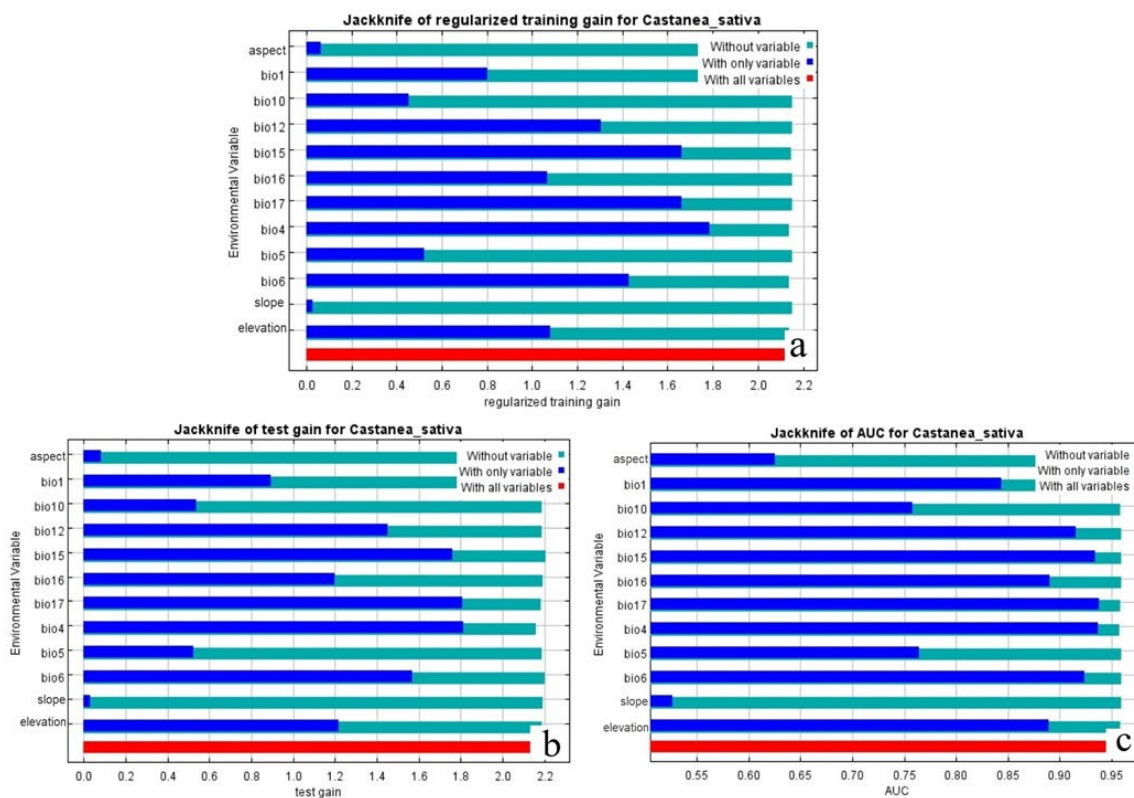 Jackknife of regularized training gain for Castanea_sativa
Environmental Variable
Without variable
With only variable
With all variables
aspect
bio1
bio10
bio12
bio15
bio16
bio17
bio4
bio5
bio6
slope
elevation
a
0.0 0.2 0.4 0.6 0.8 1.0 1.2 1.4 1.6 1.8 2.0 2.2
regularized training gain
Jackknife of test gain for Castanea_sativa
Environmental Variable
Without variable
With only variable
With all variables
aspect
bio1
bio10
bio12
bio15
bio16
bio17
bio4
bio5
bio6
slope
elevation
b
0.0 0.2 0.4 0.6 0.8 1.0 1.2 1.4 1.6 1.8 2.0 2.2
test gain
Jackknife of AUC for Castanea_sativa
Environmental Variable
Without variable
With only variable
With all variables
aspect
bio1
bio10
bio12
bio15
bio16
bio17
bio4
bio5
bio6
slope
elevation
c
0.55 0.60 0.65 0.70 0.75 0.80 0.85 0.90 0.95
AUC